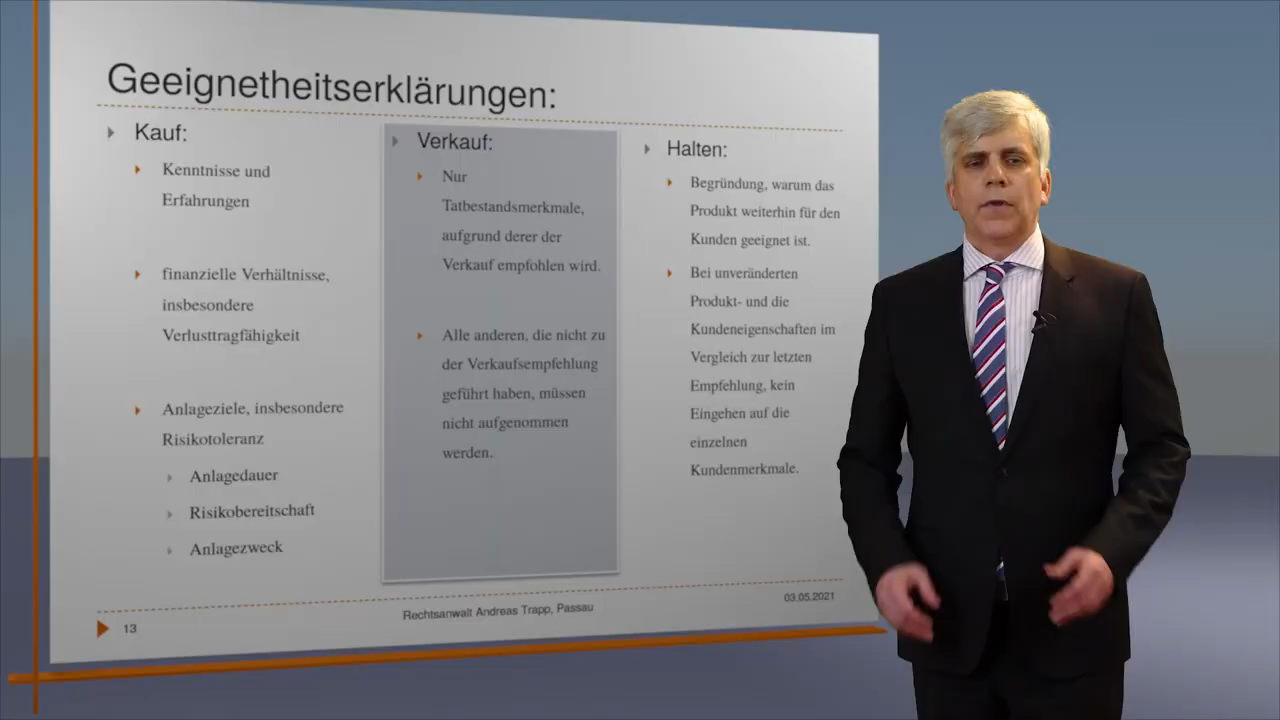 Geeignetheitserklärungen:
Kauf:
Kenntnisse und
Erfahrungen
finanzielle Verhältnisse,
insbesondere
Verlusttragfähigkeit
Anlageziele, insbesondere
Risikotoleranz
Anlagedauer
Risikobereitschaft
Anlagezweck
Verkauf:
Nur
Tatbestandsmerkmale,
aufgrund derer der
Verkauf empfohlen wird.
Alle anderen, die nicht zu
der Verkaufsempfehlung
geführt haben, müssen
nicht aufgenommen
werden.
Halten:
Begründung, warum das
Produkt weiterhin für den
Kunden geeignet ist.
Bei unveränderten
Produkt- und die
Kundeneigenschaften im
Vergleich zur letzten
Empfehlung, kein
Eingehen auf die
einzelnen
Kundenmerkmale.
13
Rechtsanwalt Andreas Trapp, Passau
03.05.2021